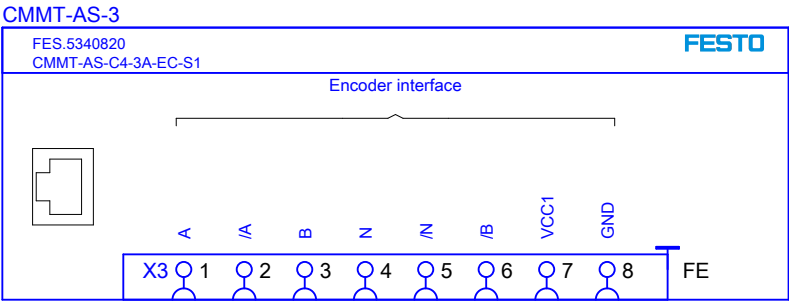 CMMT-AS-3
FES.5340820 FESTO
CMMT-AS-C4-3A-EC-S1
Encoder interface
A /A B N /N /B VCC1 GND
X3 1 2 3 4 5 6 7 8 FE